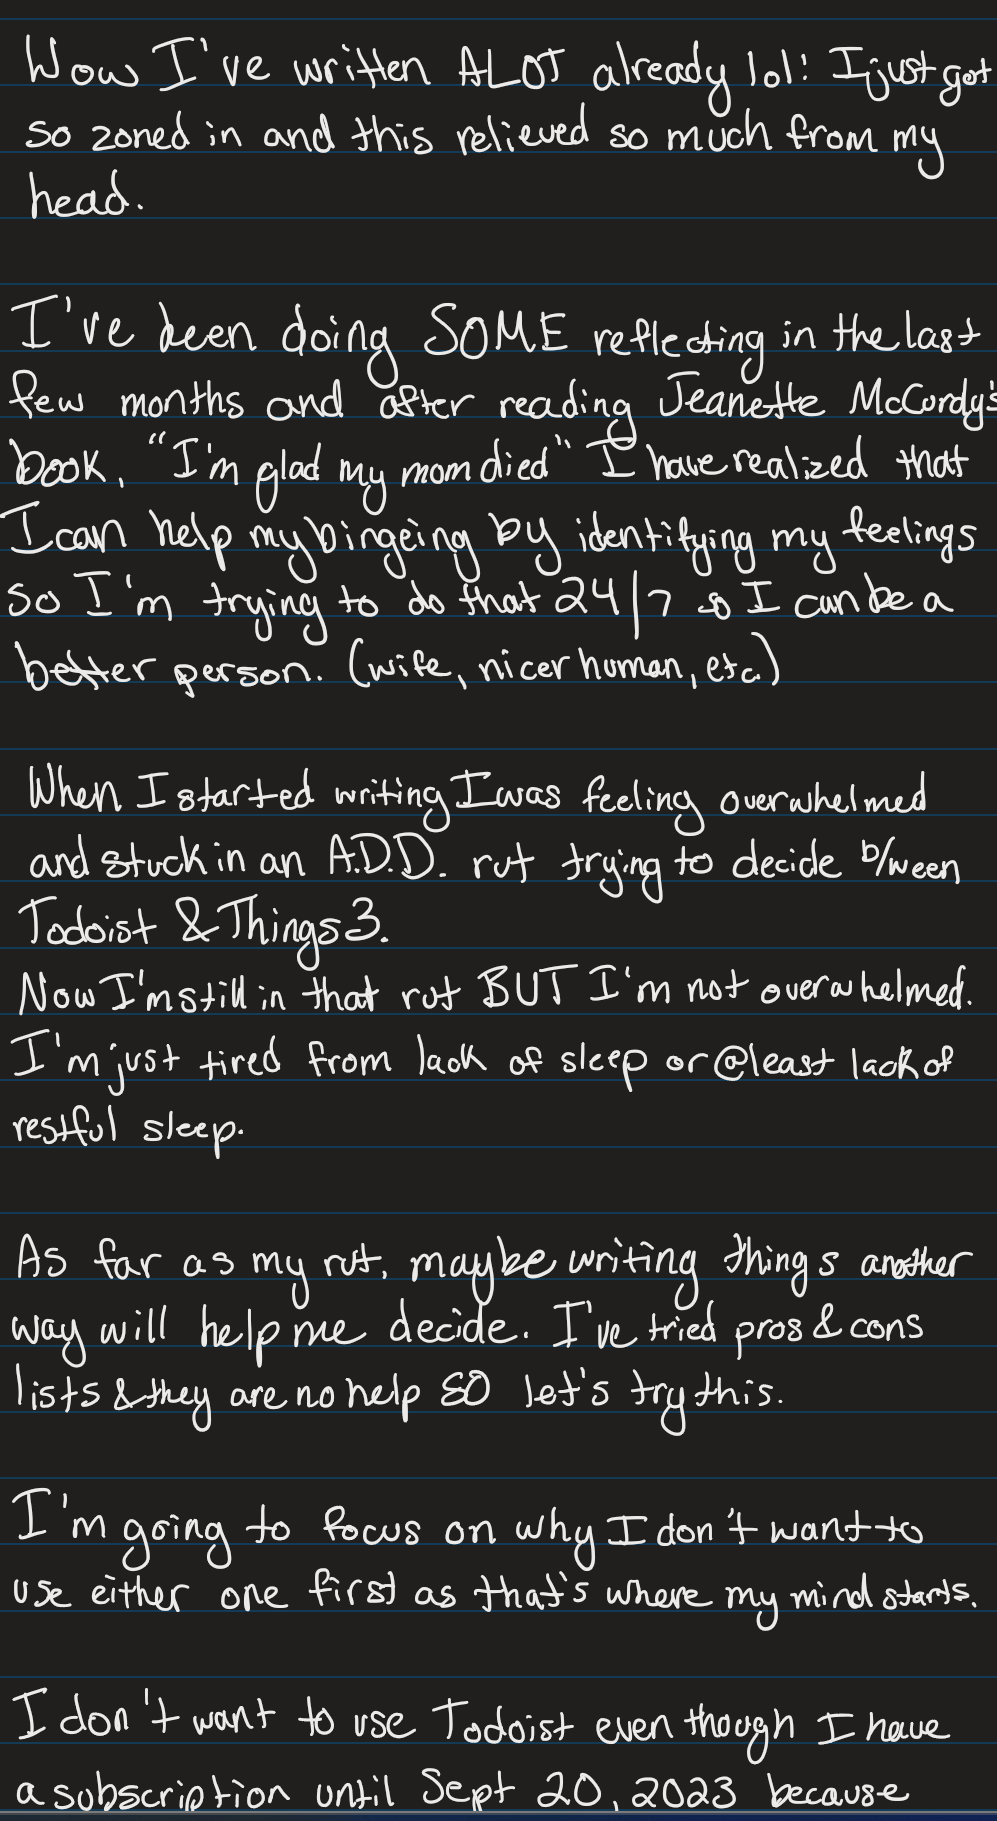 Wow I've written ALOT already lol! I just got
so zoned in and this relieved so much from my
head.
I've been doing SOME reflecting in the last
few months and after reading Jeanette McCurdy's
book, "I'm glad my mom died" I have realized that
I can help my bingeing by identifying my feelings
so I'm trying to do that 24/7 so I can be a
better person. (wife, nicer human, etc.)
When I started writing I was feeling overwhelmed
and stuck in an A.D.D. rut trying to decide b/ween
Todoist & Things 3.
Now I'm still in that rut BUT I'm not overwhelmed.
I'm just tired from lack of sleep or @least lack of
restful sleep.
As far as my rut, maybe writing things another
way will help me decide. I've tried pros & cons
lists & they are no help SO let's try this.
I'm going to focus on why I don't want to
use either one first as that's where my mind starts.
I don't want to use Todoist even though I have
a subscription until Sept 20, 2023 because